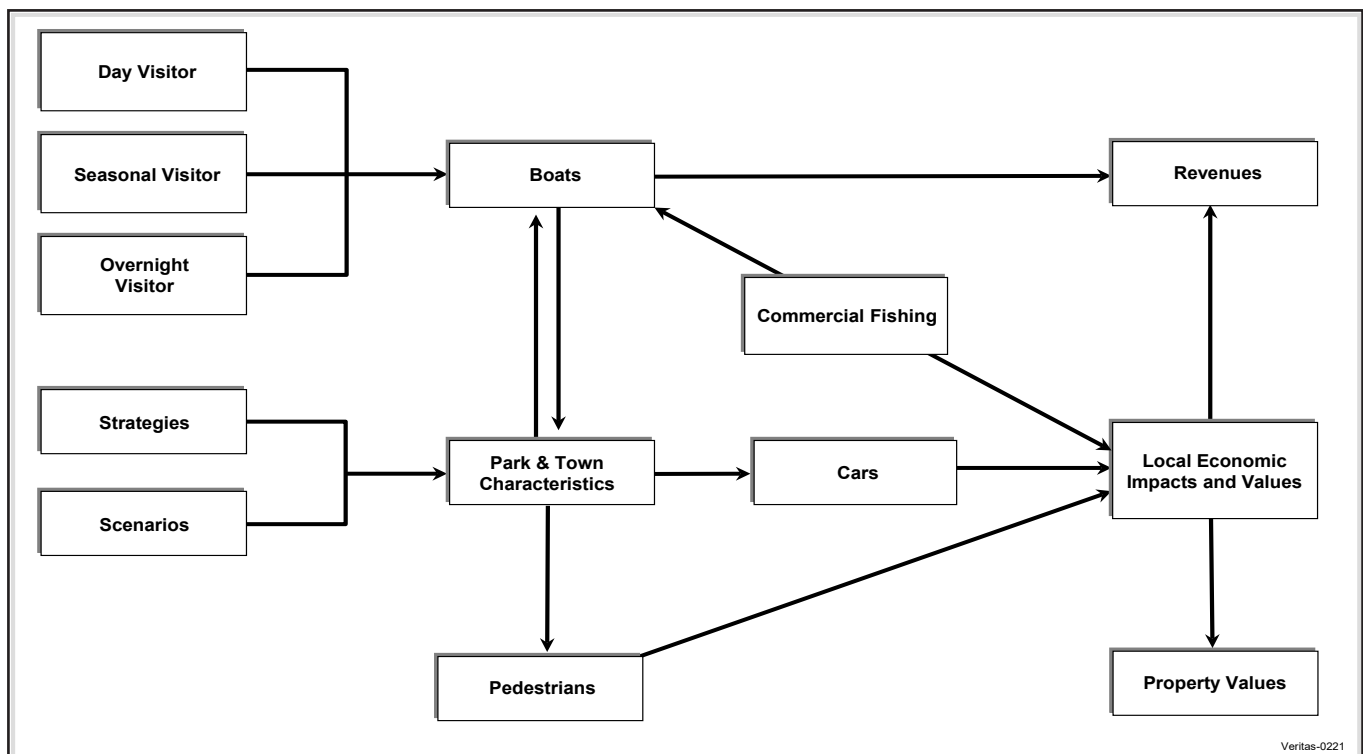 Day Visitor
Seasonal Visitor
Boats
Revenues
Overnight
Visitor
Commercial Fishing
Strategies
Park & Town
Characteristics
Cars
Local Economic
Impacts and Values
Scenarios
Pedestrians
Property Values
Veritas-0221